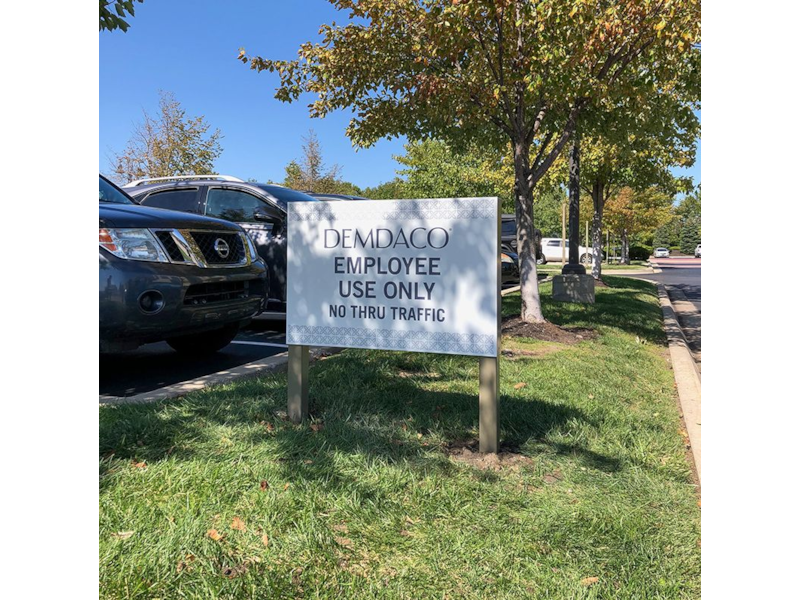 DEMDACO
EMPLOYEE
USE ONLY
NO THRU TRAFFIC